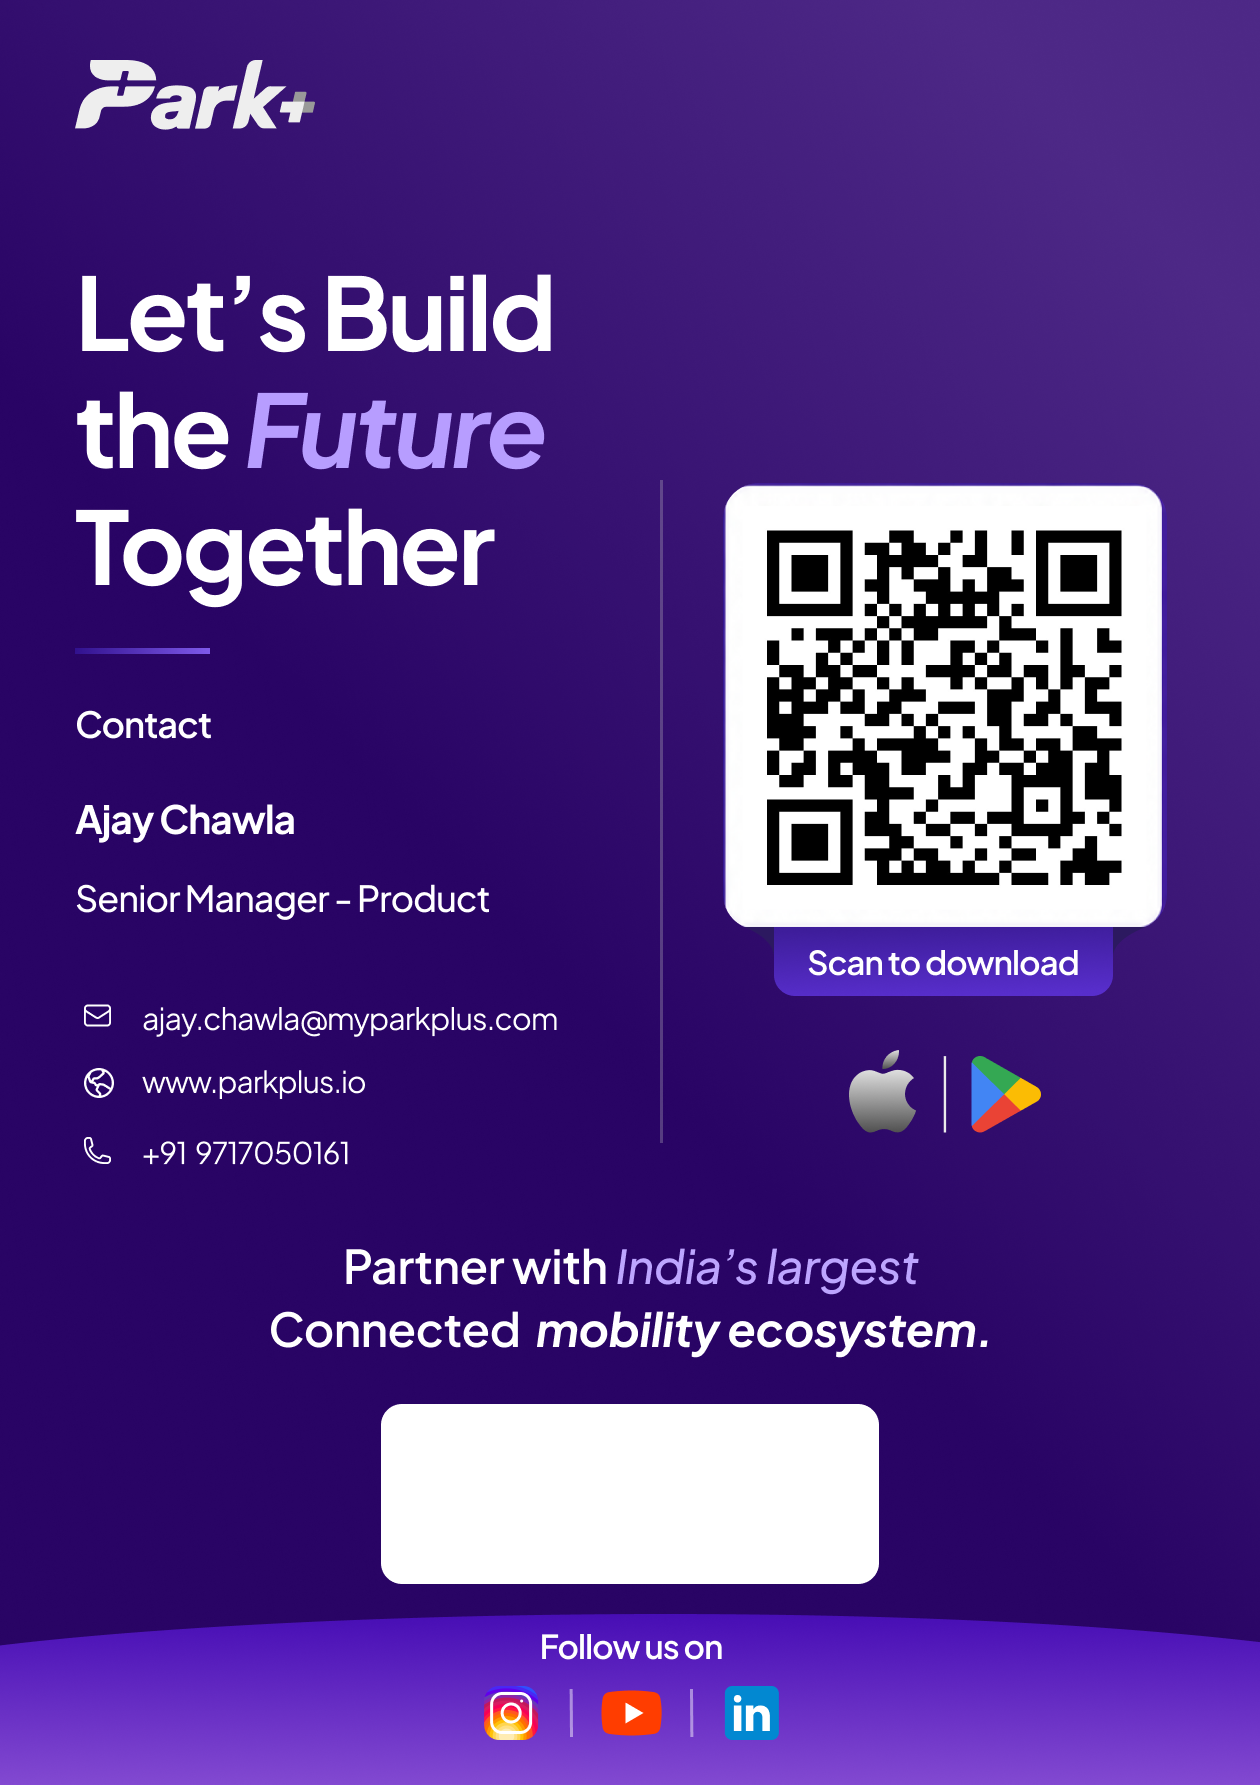 Park+
Let’s Build
the Future
Together
Contact
Ajay Chawla
Senior Manager - Product
ajay.chawla@myparkplus.com
www.parkplus.io
+91 9717050161
Scan to download
Partner with India’s largest
Connected mobility ecosystem.
Follow us on
in